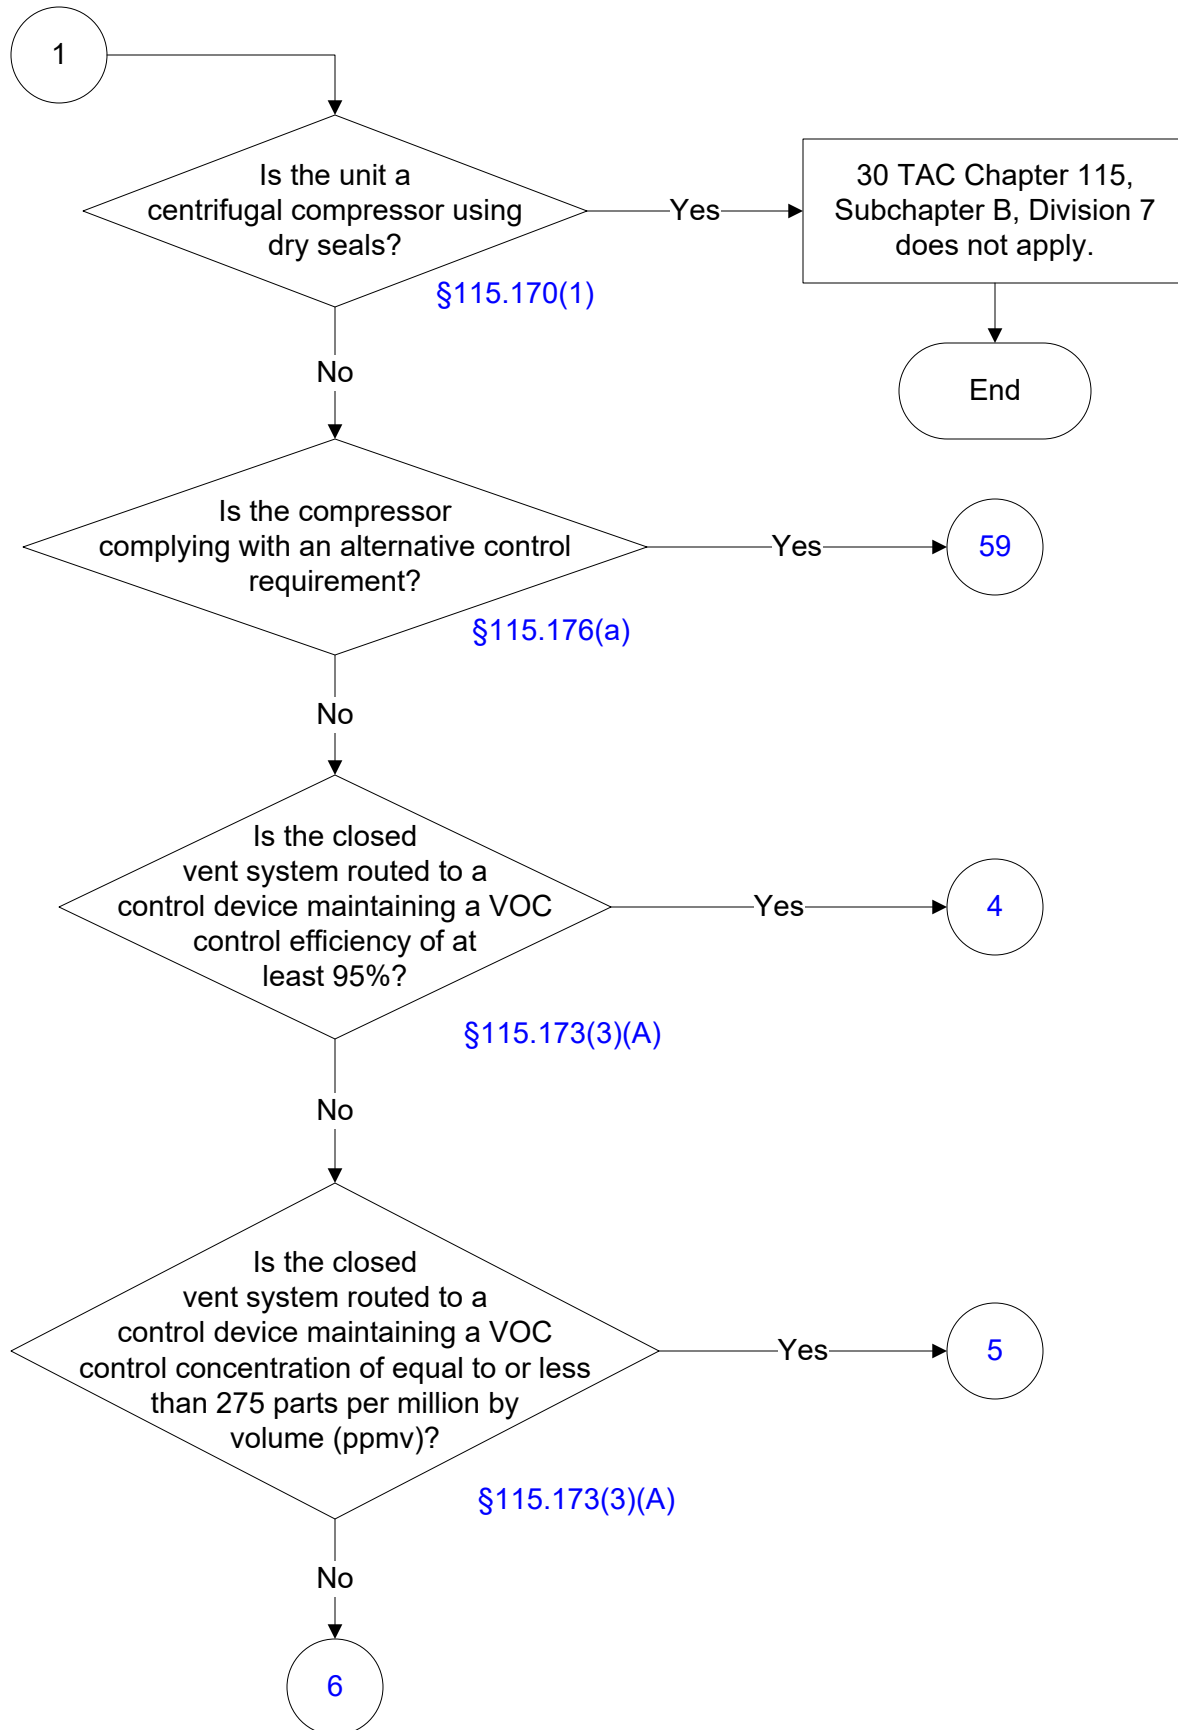 1
Is the unit a
centrifugal compressor using
dry seals?
Yes
30 TAC Chapter 115,
Subchapter B, Division 7
does not apply.
§115.170(1)
No
End
Is the compressor
complying with an alternative control
requirement?
Yes
59
§115.176(a)
No
Is the closed
vent system routed to a
control device maintaining a VOC
control efficiency of at
least 95%?
Yes
4
§115.173(3)(A)
No
Is the closed
vent system routed to a
control device maintaining a VOC
control concentration of equal to or less
than 275 parts per million by
volume (ppmv)?
Yes
5
§115.173(3)(A)
No
6